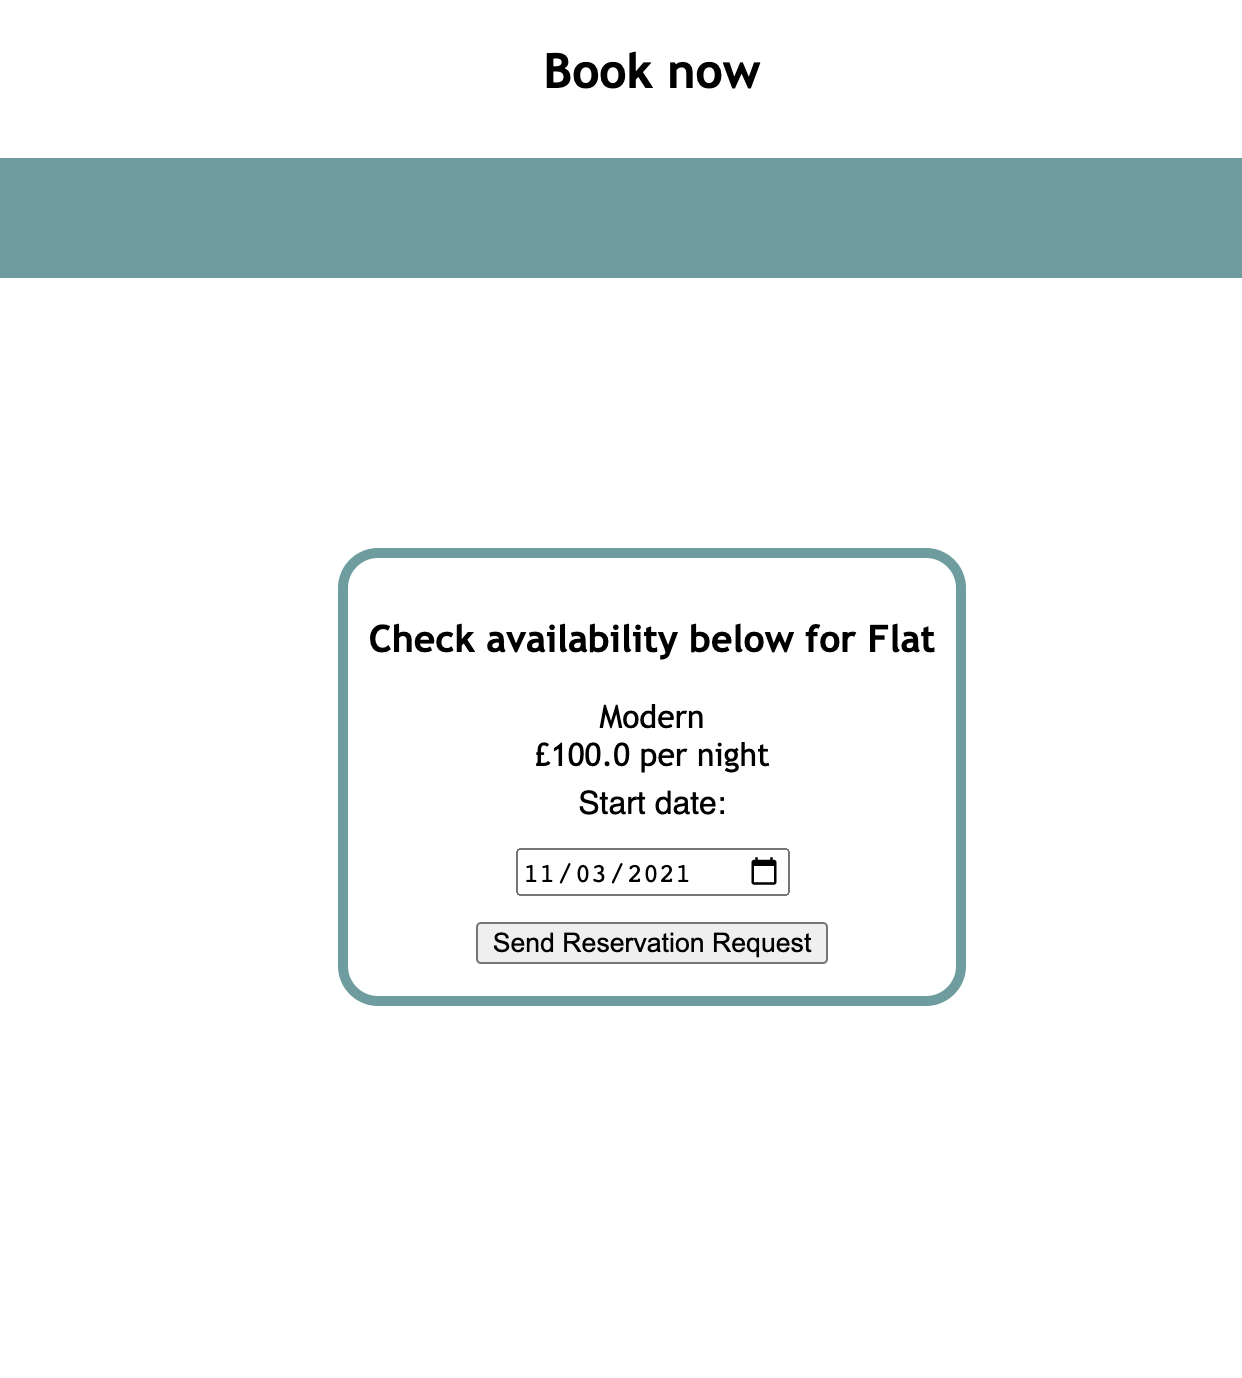 Book now
Check availability below for Flat
Modern
£100.0 per night
Start date:
11/03/2021
Send Reservation Request